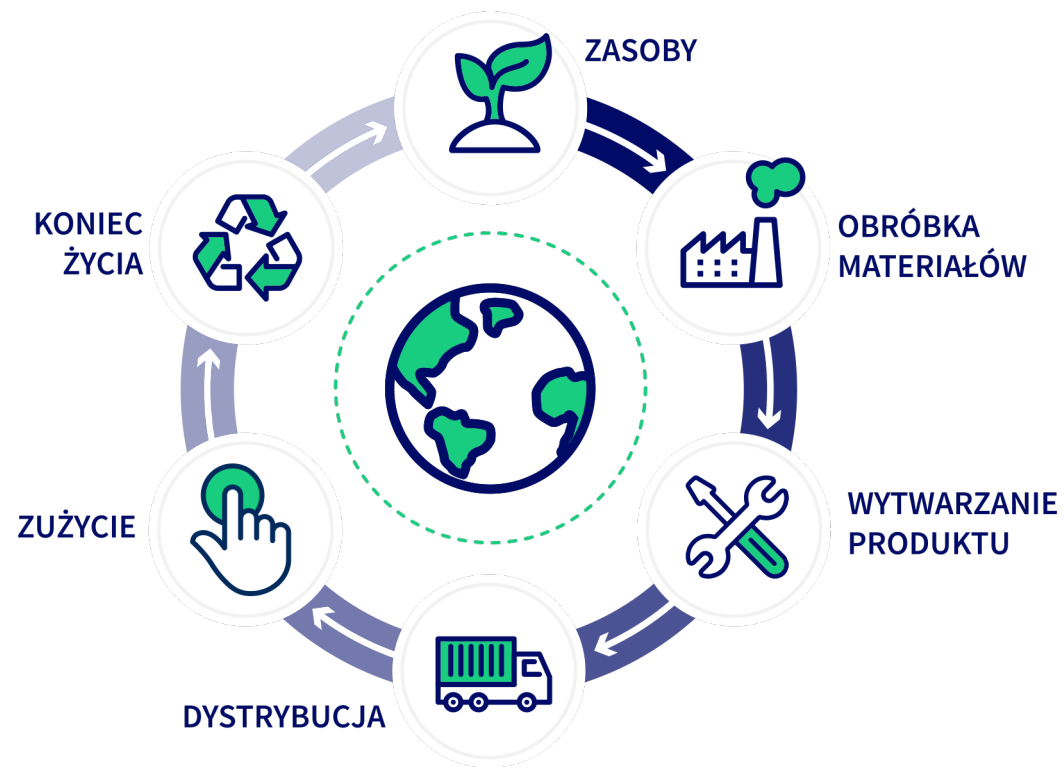 ZASOBY
OBRÓBKA
MATERIAŁÓW
WYTWARZANIE
PRODUKTU
DYSTRYBUCJA
ZUŻYCIE
KONIEC
ŻYCIA